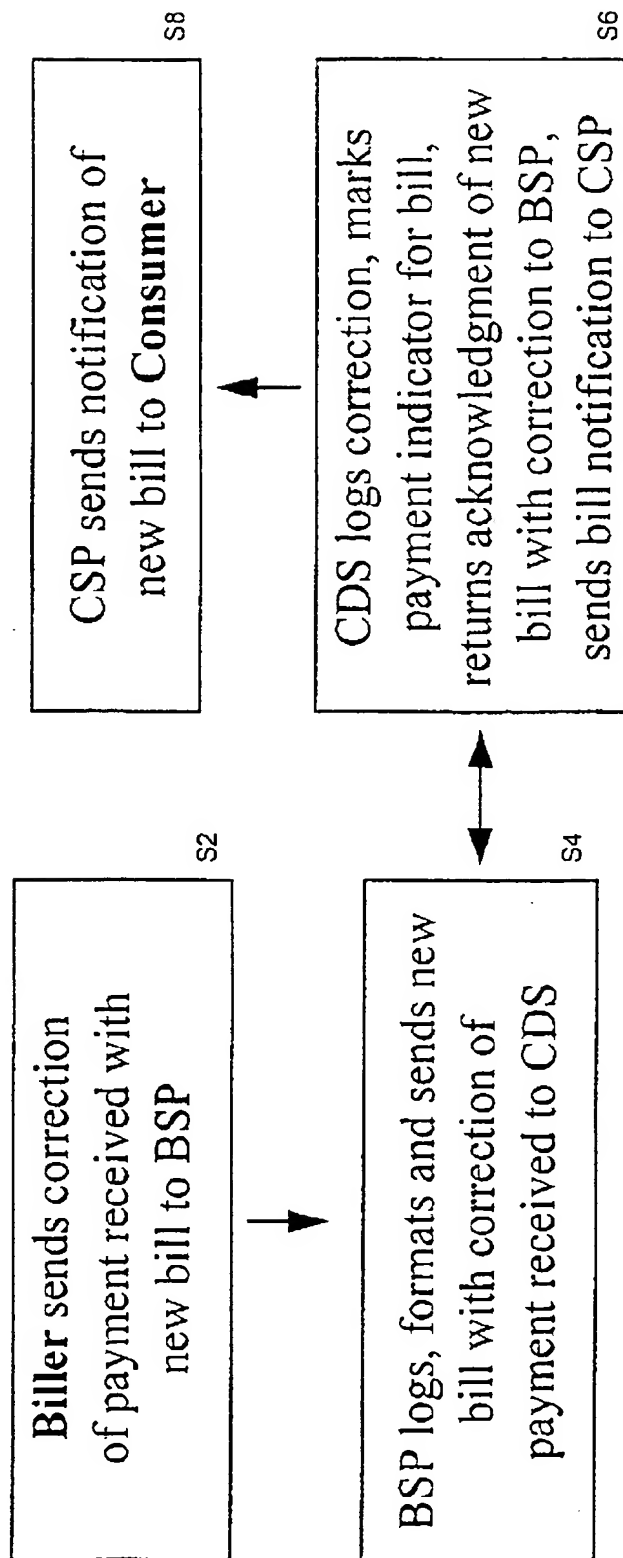 Biller sends correction
of payment received with
new bill to BSP
S2
BSP logs, formats and sends new
bill with correction of
payment received to CDS
S4
CDS logs correction, marks
payment indicator for bill,
returns acknowledgment of new
bill with correction to BSP,
sends bill notification to CSP
S6
CSP sends notification of
new bill to Consumer
S8